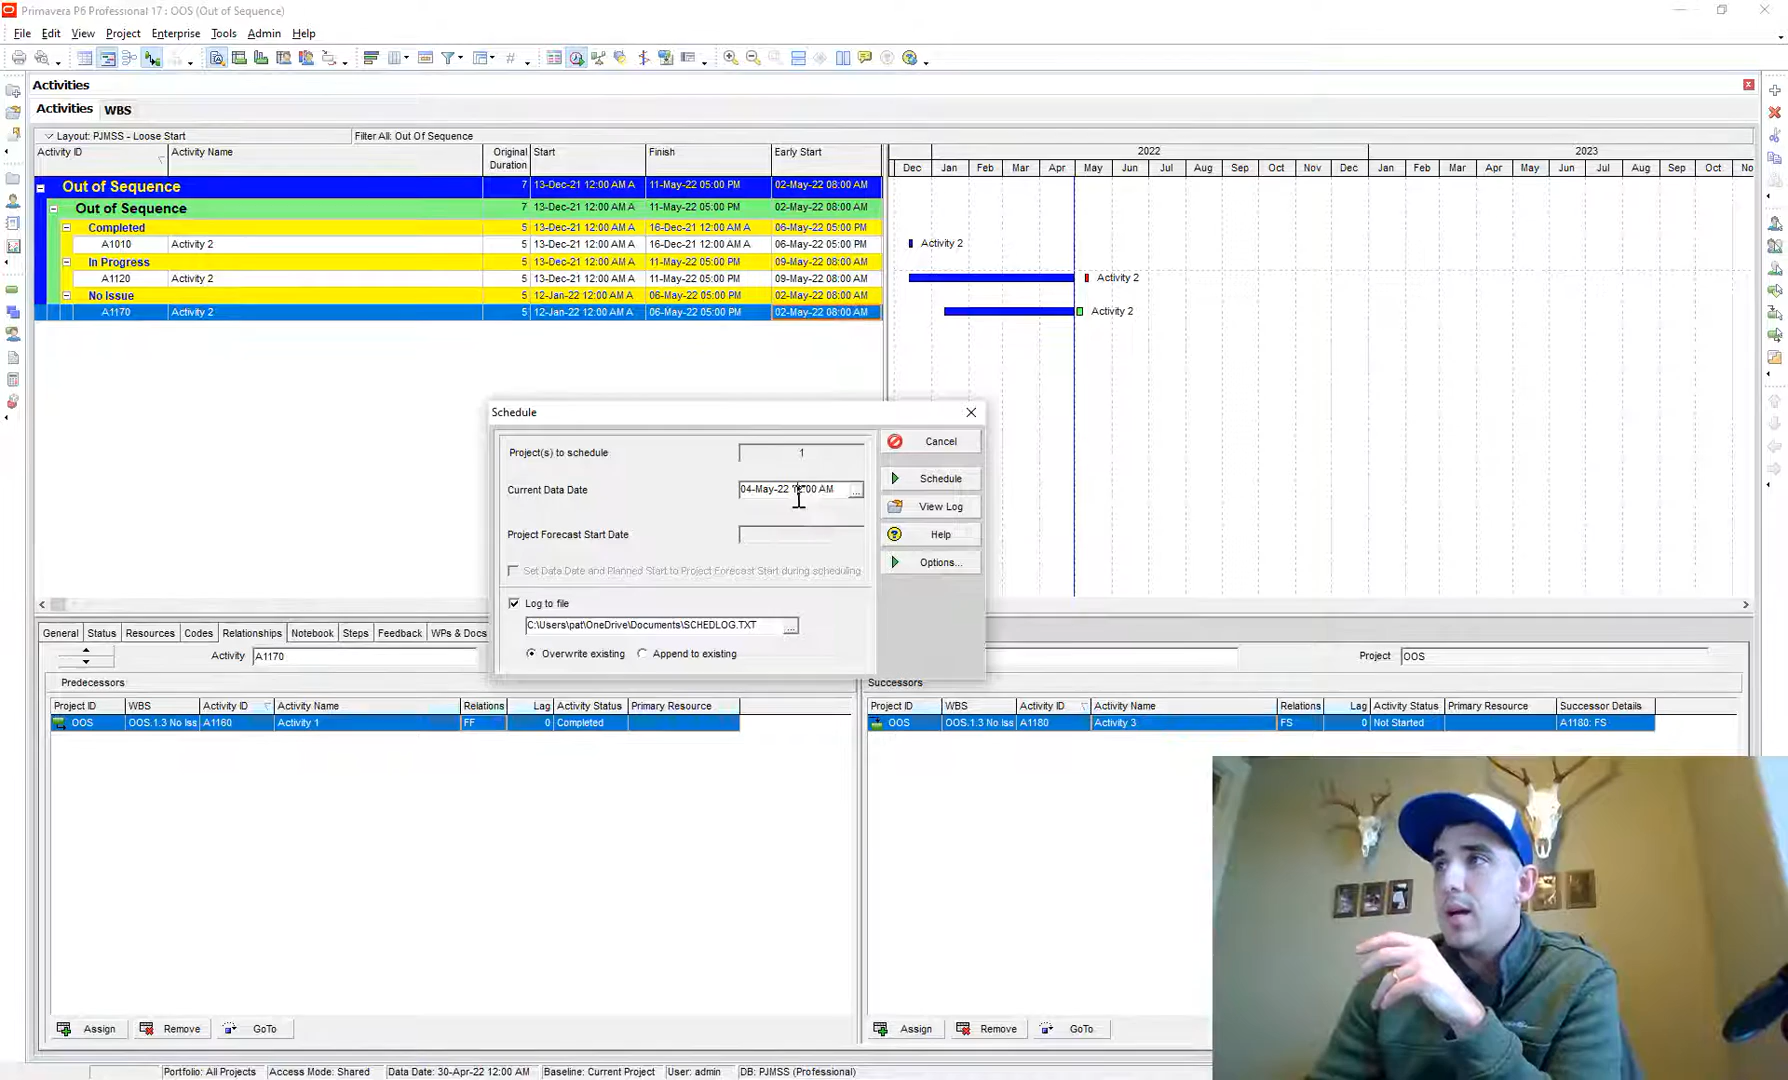 Primavera P6 Professional 17 : OOS (Out of Sequence)
File Edit View Project Enterprise Tools Admin Help
Activities
Activities WBS
Layout: PJMSS - Loose Start Filter All: Out Of Sequence
Activity ID Activity Name Original Duration Start Finish Early Start
2022 2023
Dec Jan Feb Mar Apr May Jun Jul Aug Sep Oct Nov Dec Jan Feb Mar Apr May Jun Jul Aug Sep Oct No
Out of Sequence 7 13-Dec-21 12:00 AM A 11-May-22 05:00 PM 02-May-22 08:00 AM
Out of Sequence 7 13-Dec-21 12:00 AM A 11-May-22 05:00 PM 02-May-22 08:00 AM
Completed 5 13-Dec-21 12:00 AM A 16-Dec-21 12:00 AM A 06-May-22 05:00 PM
A1010 Activity 2 5 13-Dec-21 12:00 AM A 16-Dec-21 12:00 AM A 06-May-22 05:00 PM Activity 2
In Progress 5 13-Dec-21 12:00 AM A 11-May-22 05:00 PM 09-May-22 08:00 AM
A1120 Activity 2 5 13-Dec-21 12:00 AM A 11-May-22 05:00 PM 09-May-22 08:00 AM Activity 2
No Issue 5 12-Jan-22 12:00 AM A 06-May-22 05:00 PM 02-May-22 08:00 AM
A1170 Activity 2 5 12-Jan-22 12:00 AM A 06-May-22 05:00 PM 02-May-22 08:00 AM Activity 2
Schedule
Project(s) to schedule 1 Cancel
Current Data Date 04-May-22 00 AM Schedule
View Log
Project Forecast Start Date Help
Set Data Date and Planned Start to Project Forecast Start during scheduling Options...
Log to file
C:\Users\pat\OneDrive\Documents\SCHEDLOG.TXT
Overwrite existing Append to existing
General Status Resources Codes Relationships Notebook Steps Feedback WPs & Docs
Activity A1170 Project OOS
Predecessors Successors
Project ID WBS Activity ID Activity Name Relations Lag Activity Status Primary Resource
OOS OOS.1.3 No Iss A1160 Activity 1 FF 0 Completed
Project ID WBS Activity ID Activity Name Relations Lag Activity Status Primary Resource Successor Details
OOS OOS.1.3 No Iss A1180 Activity 3 FS 0 Not Started A1180: FS
Assign Remove GoTo Assign Remove GoTo
Portfolio: All Projects Access Mode: Shared Data Date: 30-Apr-22 12:00 AM Baseline: Current Project User: admin DB: PJMSS (Professional)